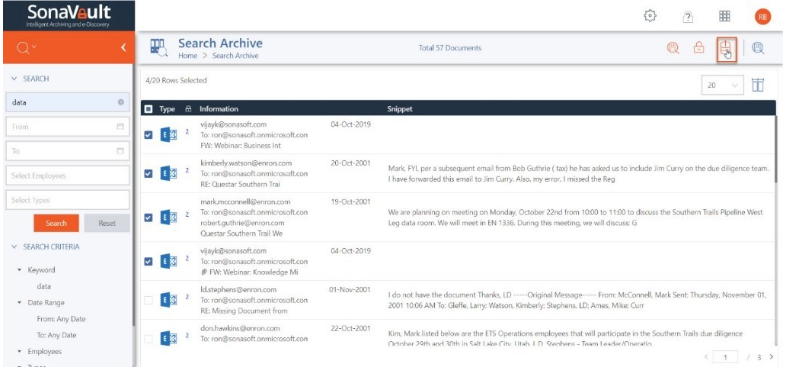 SonaVault
Intelligent Archiving and e-Discovery
RE
Search Archive
Home > Search Archive
Total 57 Documents
SEARCH
data
From
To
Select Employees
Select Types
Search Reset
SEARCH CRITERIA
Keyword
data
Date Range
From: Any Date
To: Any Date
Employees
4/20 Rows Selected
20
Type Information Snippet
2 vijayk@sonasoft.com 04-Oct-2019
To: ron@sonasoft.onmicrosoft.con
FW: Webinar: Business Int
2 kimberly.watson@enron.com 20-Oct-2001
To: ron@sonasoft.onmicrosoft.con
RE: Questar Southern Trai
Mark, FYI, per a subsequent email from Bob Guthrie ( tax) he has asked us to include Jim Curry on the due diligence team.
I have forwarded this email to Jim Curry. Also, my error, I missed the Reg
2 mark.mcconnell@enron.com 19-Oct-2001
To: ron@sonasoft.onmicrosoft.con
robert.guthrie@enron.com
Questar Southern Trail We
We are planning on meeting on Monday, October 22nd from 10:00 to 11:00 to discuss the Southern Trails Pipeline West
Leg data room. We will meet in EN 1336. During this meeting, we will discuss: G
2 vijayk@sonasoft.com 04-Oct-2019
To: ron@sonasoft.onmicrosoft.con
FW: Webinar: Knowledge Mi
2 ld.stephens@enron.com 01-Nov-2001
To: ron@sonasoft.onmicrosoft.con
RE: Missing Document from
I do not have the document Thanks, LD -----Original Message----- From: McConnell, Mark Sent: Thursday, November 01,
2001 10:06 AM To: Gleffe, Larry; Watson, Kimberly; Stephens, LD; Ames, Mike; Curr
2 don.hawkins@enron.com 22-Oct-2001
To: ron@sonasoft.onmicrosoft.con
Kim, Mark listed below are the ETS Operations employees that will participate in the Southern Trails due diligence
October 29th and 30th in Salt Lake City, Utah. L.D. Stephens - Team Leader/Operatio
< 1 / 3 >